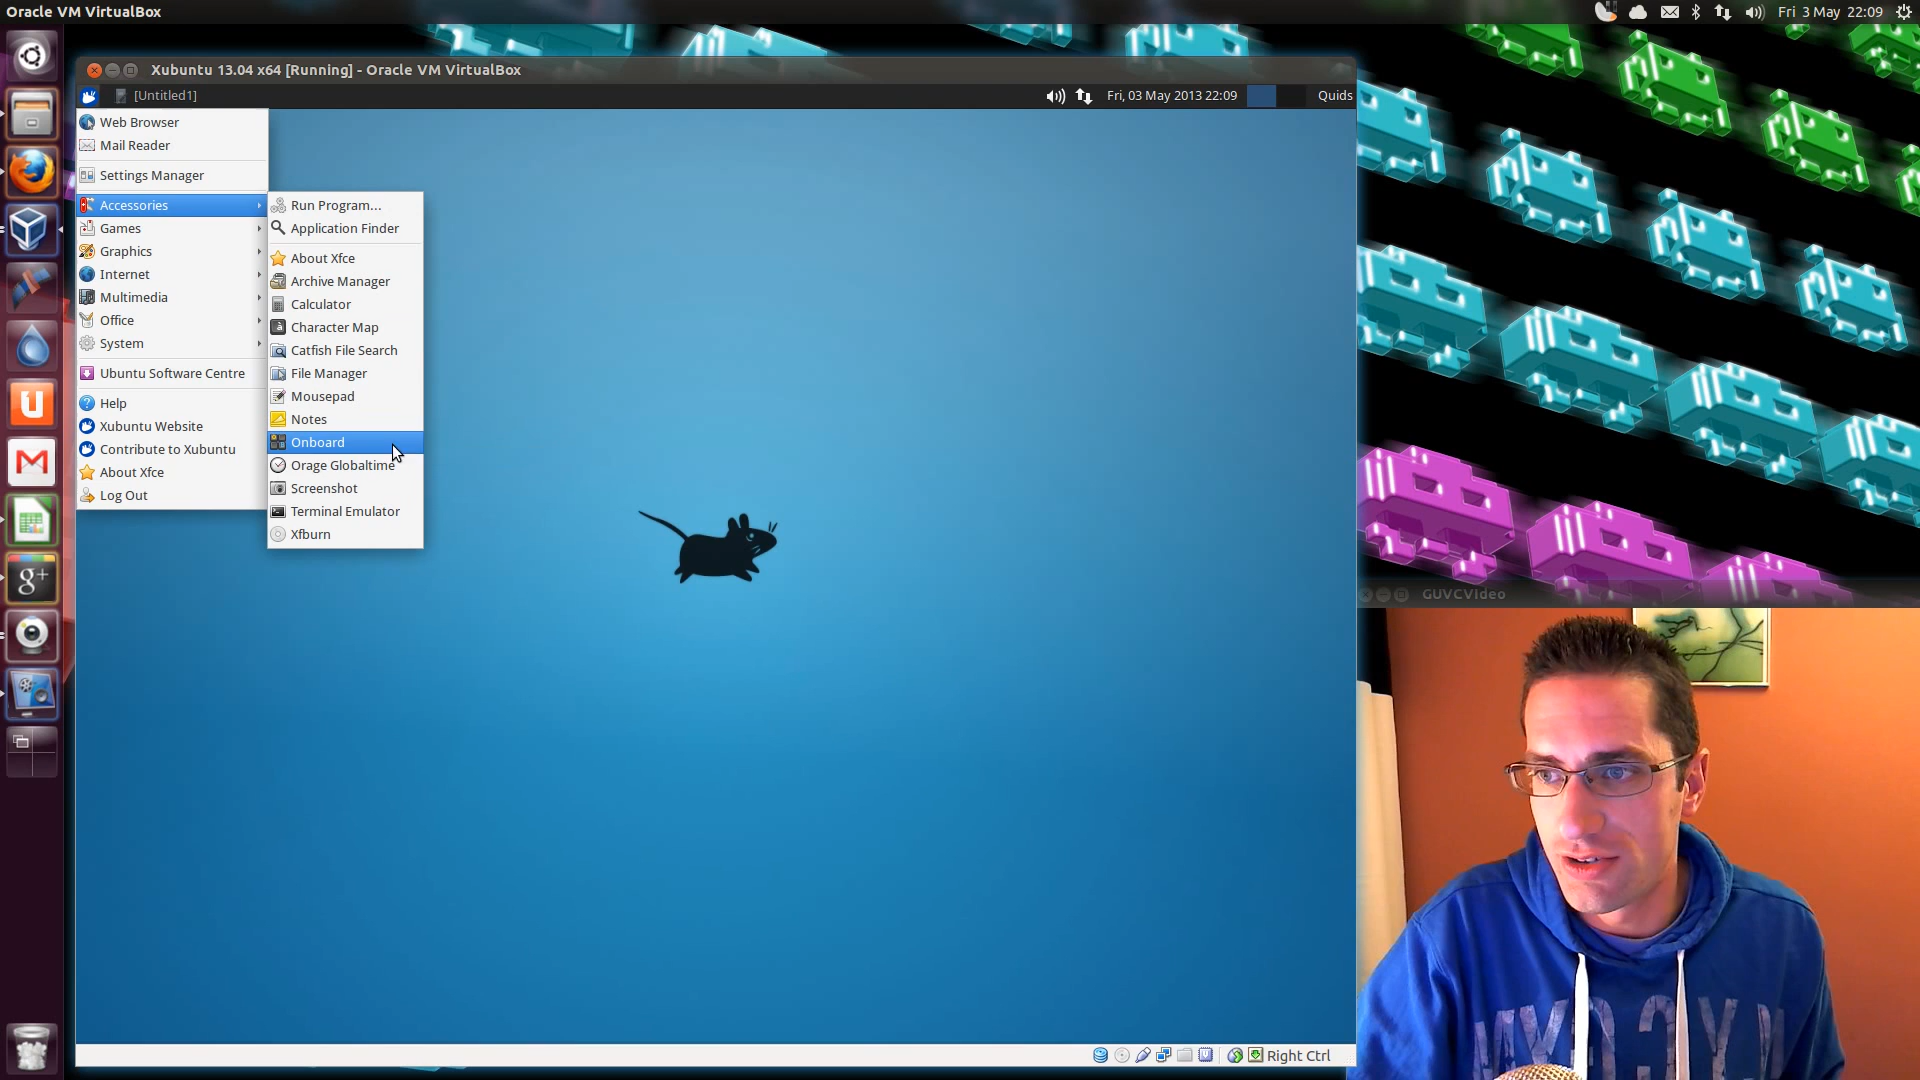 Oracle VM VirtualBox
Fri 3 May 22:09
Xubuntu 13.04 x64 [Running] - Oracle VM VirtualBox
[Untitled1]
Fri, 03 May 2013 22:09
Quids
Web Browser
Mail Reader
Settings Manager
Accessories
Games
Graphics
Internet
Multimedia
Office
System
Ubuntu Software Centre
Help
Xubuntu Website
Contribute to Xubuntu
About Xfce
Log Out
Run Program...
Application Finder
About Xfce
Archive Manager
Calculator
Character Map
Catfish File Search
File Manager
Mousepad
Notes
Onboard
Orage Globaltime
Screenshot
Terminal Emulator
Xfburn
GUVCVIdeo
g+
Right Ctrl